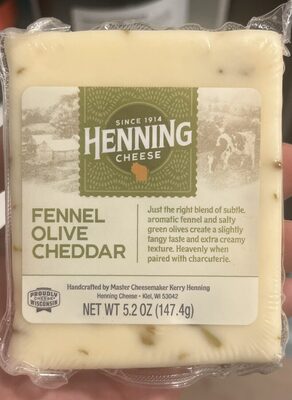 SINCE 1914
HENNING
CHEESE
FENNEL
OLIVE
CHEDDAR
Just the right blend of subtle,
aromatic fennel and salty
green olives create a slightly
tangy taste and extra creamy
texture. Heavenly when
paired with charcuterie.
PROUDLY
WISCONSIN
CHEESE
Handcrafted by Master Cheesemaker Kerry Henning
Henning Cheese • Kiel, WI 53042
NET WT 5.2 OZ (147.4g)